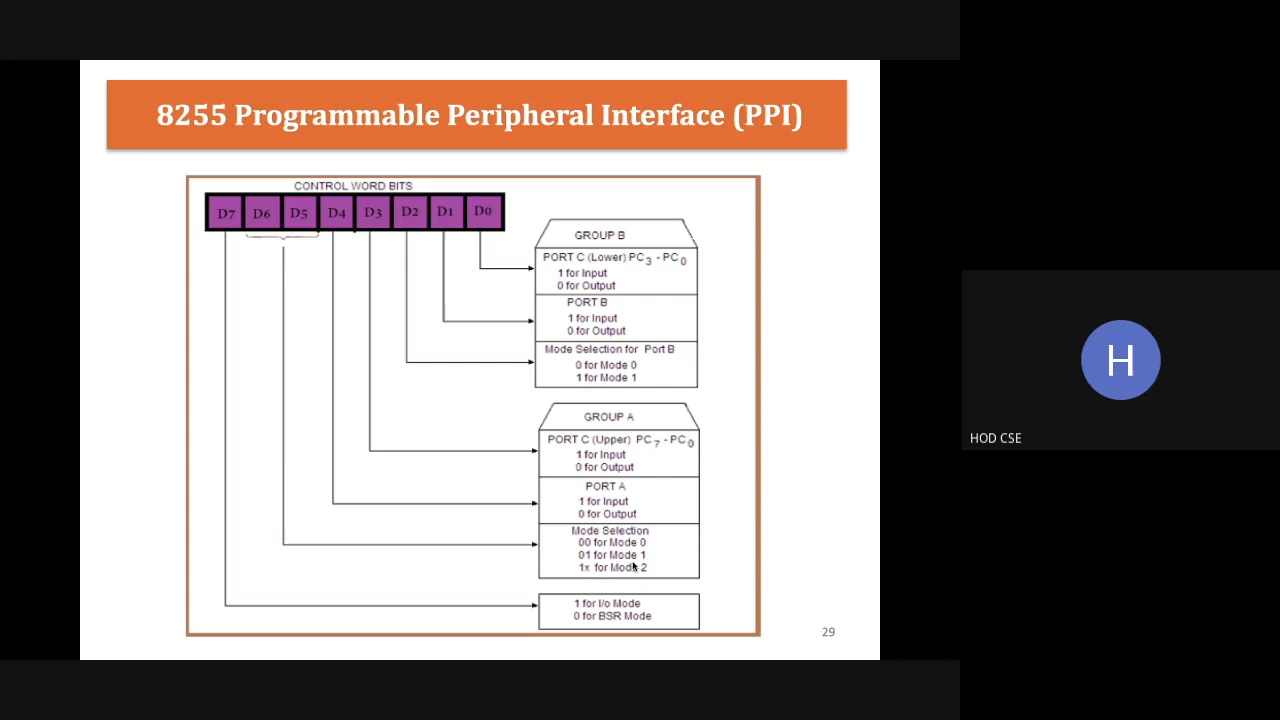 8255 Programmable Peripheral Interface (PPI)
CONTROL WORD BITS
D7 D6 D5 D4 D3 D2 D1 D0
GROUP B
PORT C (Lower) PC3 - PC0
1 for Input
0 for Output
PORT B
1 for Input
0 for Output
Mode Selection for Port B
0 for Mode 0
1 for Mode 1
GROUP A
PORT C (Upper) PC7 - PC0
1 for Input
0 for Output
PORT A
1 for Input
0 for Output
Mode Selection
00 for Mode 0
01 for Mode 1
1x for Mode 2
1 for I/o Mode
0 for BSR Mode
29
H
HOD CSE